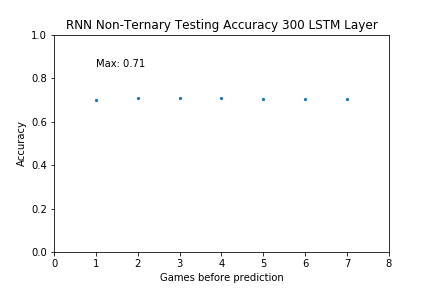 RNN Non-Ternary Testing Accuracy 300 LSTM Layer
1.0
Max: 0.71
0.8
0.6
Accuracy
0.4
0.2
0.0
0 1 2 3 4 5 6 7 8
Games before prediction